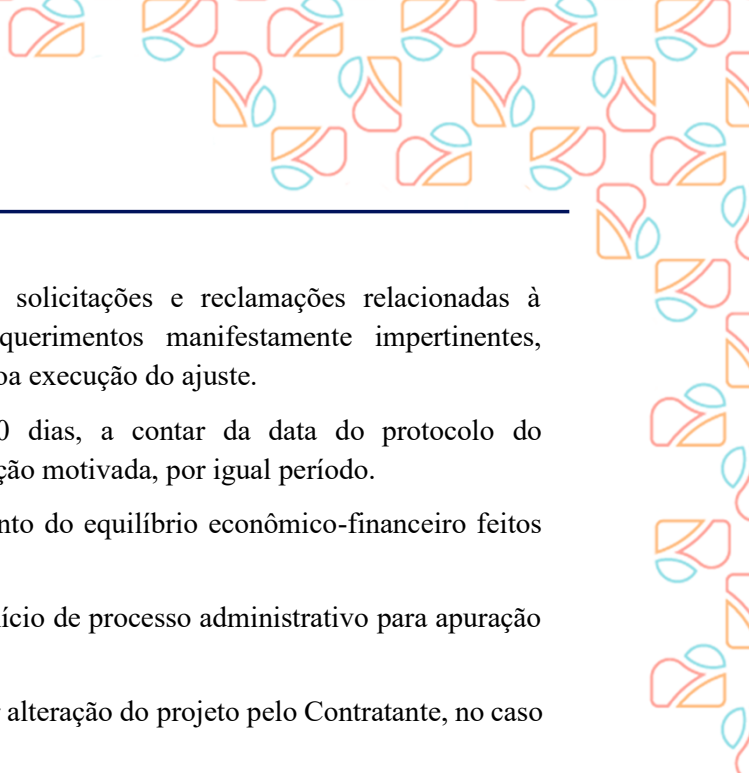 solicitações e reclamações relacionadas à
querimentos manifestamente impertinentes,
oa execução do ajuste.
0 dias, a contar da data do protocolo do
ção motivada, por igual período.
nto do equilíbrio econômico-financeiro feitos
ício de processo administrativo para apuração
alteração do projeto pelo Contratante, no caso